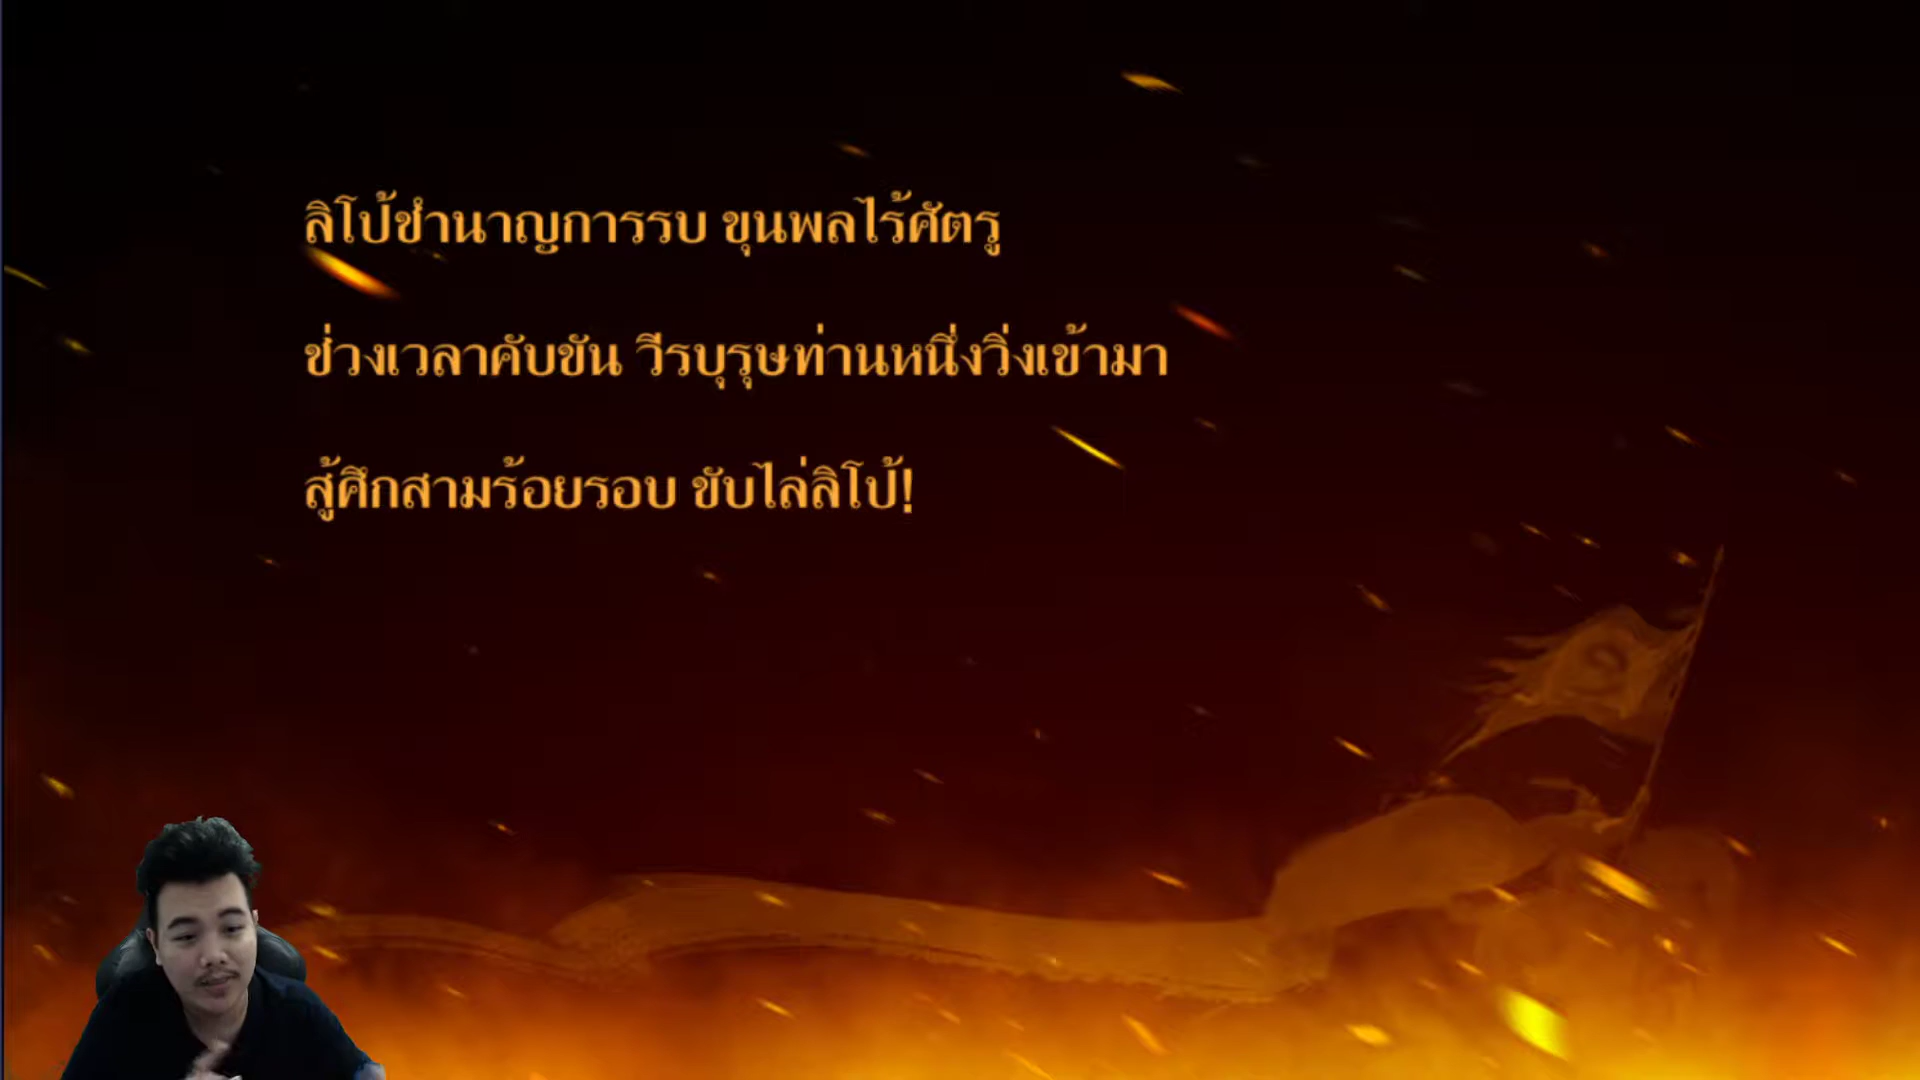 ลิโป้ชำนาญการรบ ขุนพลไร้ศัตรู
ช่วงเวลาคับขัน วีรบุรุษท่านหนึ่งวิ่งเข้ามา
สู้ศึกสามร้อยรอบ ขับไล่ลิโป้!